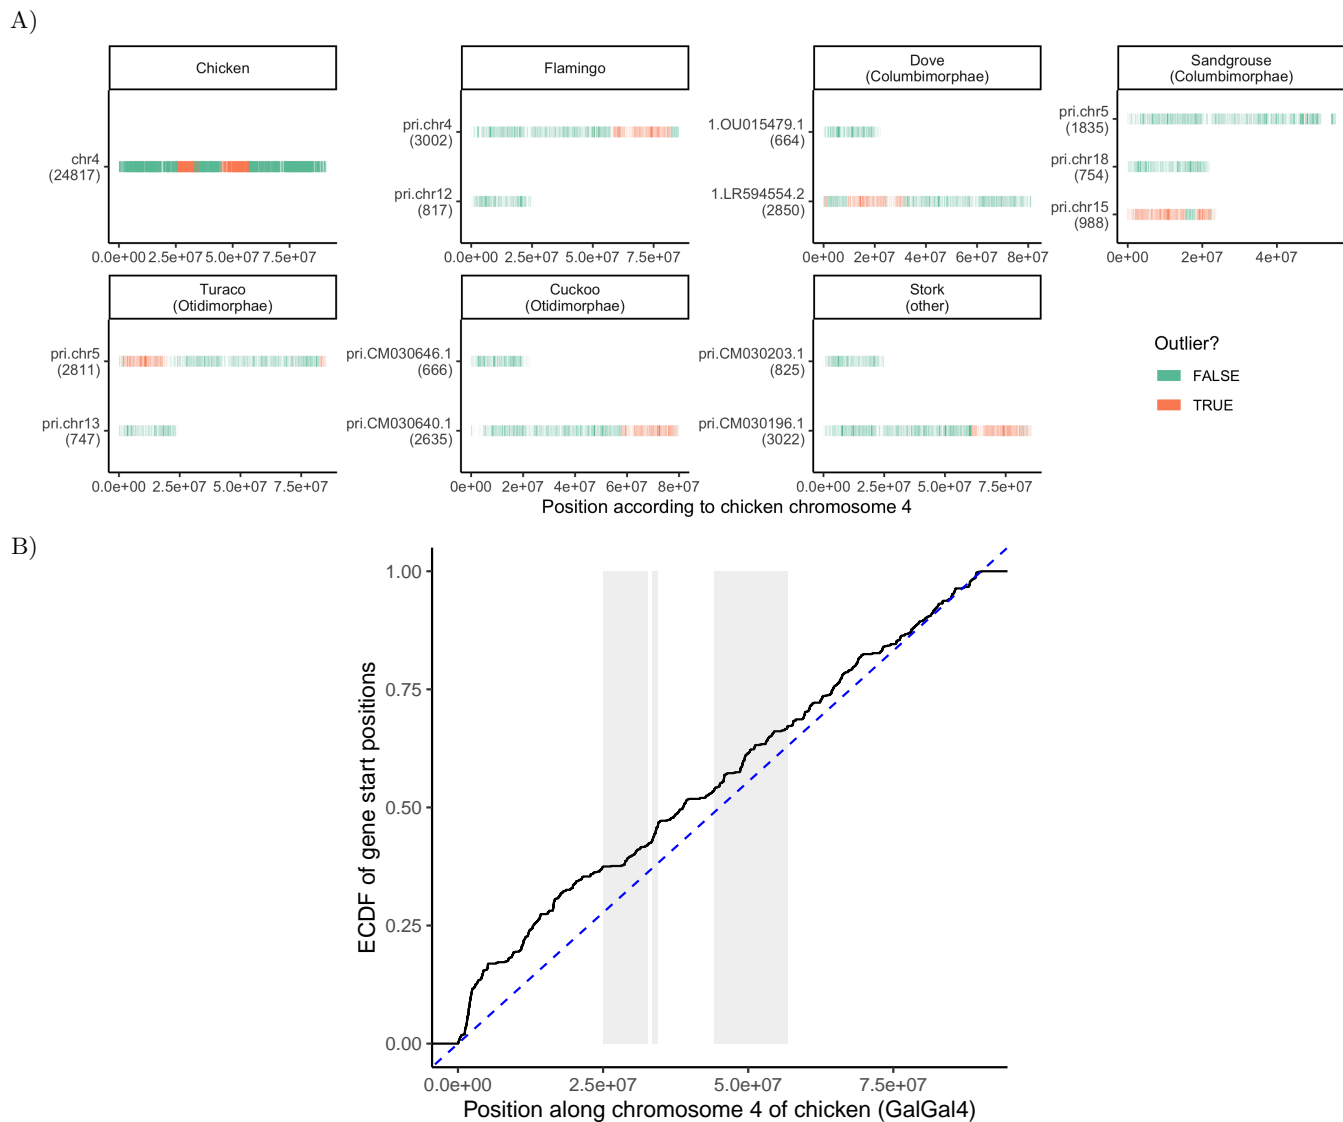 A)
Chicken
chr4
(24817)
0.0e+00 2.5e+07 5.0e+07 7.5e+07
Flamingo
pri.chr4
(3002)
pri.chr12
(817)
0.0e+00 2.5e+07 5.0e+07 7.5e+07
Dove
(Columbimorphae)
1.OU015479.1
(664)
1.LR594554.2
(2850)
0e+00 2e+07 4e+07 6e+07 8e+07
Sandgrouse
(Columbimorphae)
pri.chr5
(1835)
pri.chr18
(754)
pri.chr15
(988)
0e+00 2e+07 4e+07
Turaco
(Otidimorphae)
pri.chr5
(2811)
pri.chr13
(747)
0.0e+00 2.5e+07 5.0e+07 7.5e+07
Cuckoo
(Otidimorphae)
pri.CM030646.1
(666)
pri.CM030640.1
(2635)
0e+00 2e+07 4e+07 6e+07 8e+07
Stork
(other)
pri.CM030203.1
(825)
pri.CM030196.1
(3022)
0.0e+00 2.5e+07 5.0e+07 7.5e+07
Outlier?
FALSE
TRUE
Position according to chicken chromosome 4
B)
ECDF of gene start positions
1.00
0.75
0.50
0.25
0.00
0.0e+00 2.5e+07 5.0e+07 7.5e+07
Position along chromosome 4 of chicken (GalGal4)